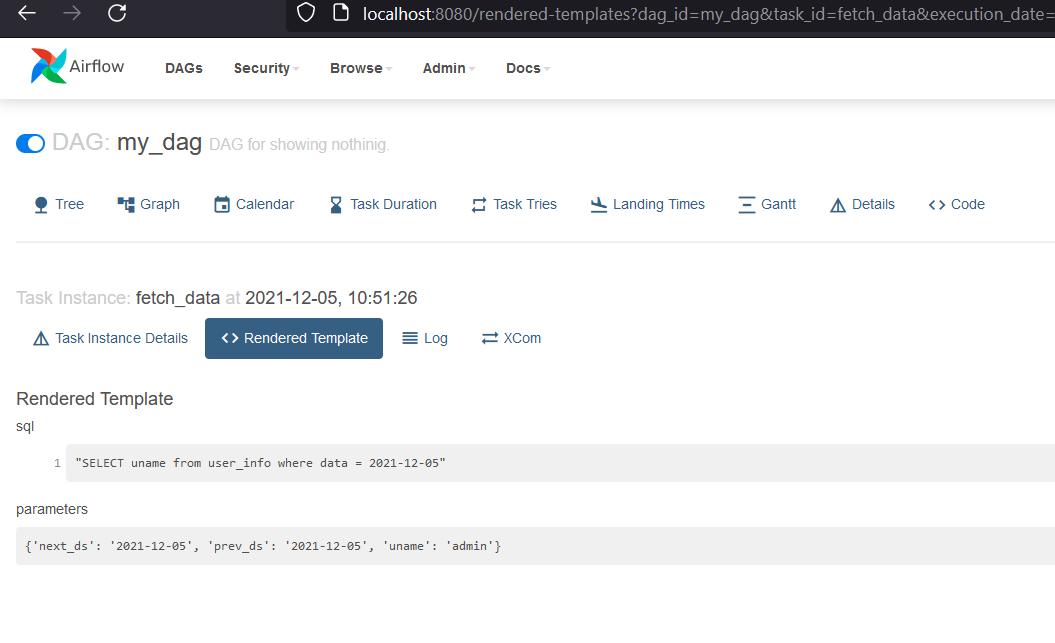 localhost:8080/rendered-templates?dag_id=my_dag&task_id=fetch_data&execution_date=
Airflow DAGs Security Browse Admin Docs
DAG: my_dag DAG for showing nothinig.
Tree Graph Calendar Task Duration Task Tries Landing Times Gantt Details Code
Task Instance: fetch_data at 2021-12-05, 10:51:26
Task Instance Details Rendered Template Log XCom
Rendered Template
sql
1 "SELECT uname from user_info where data = 2021-12-05"
parameters
{'next_ds': '2021-12-05', 'prev_ds': '2021-12-05', 'uname': 'admin'}